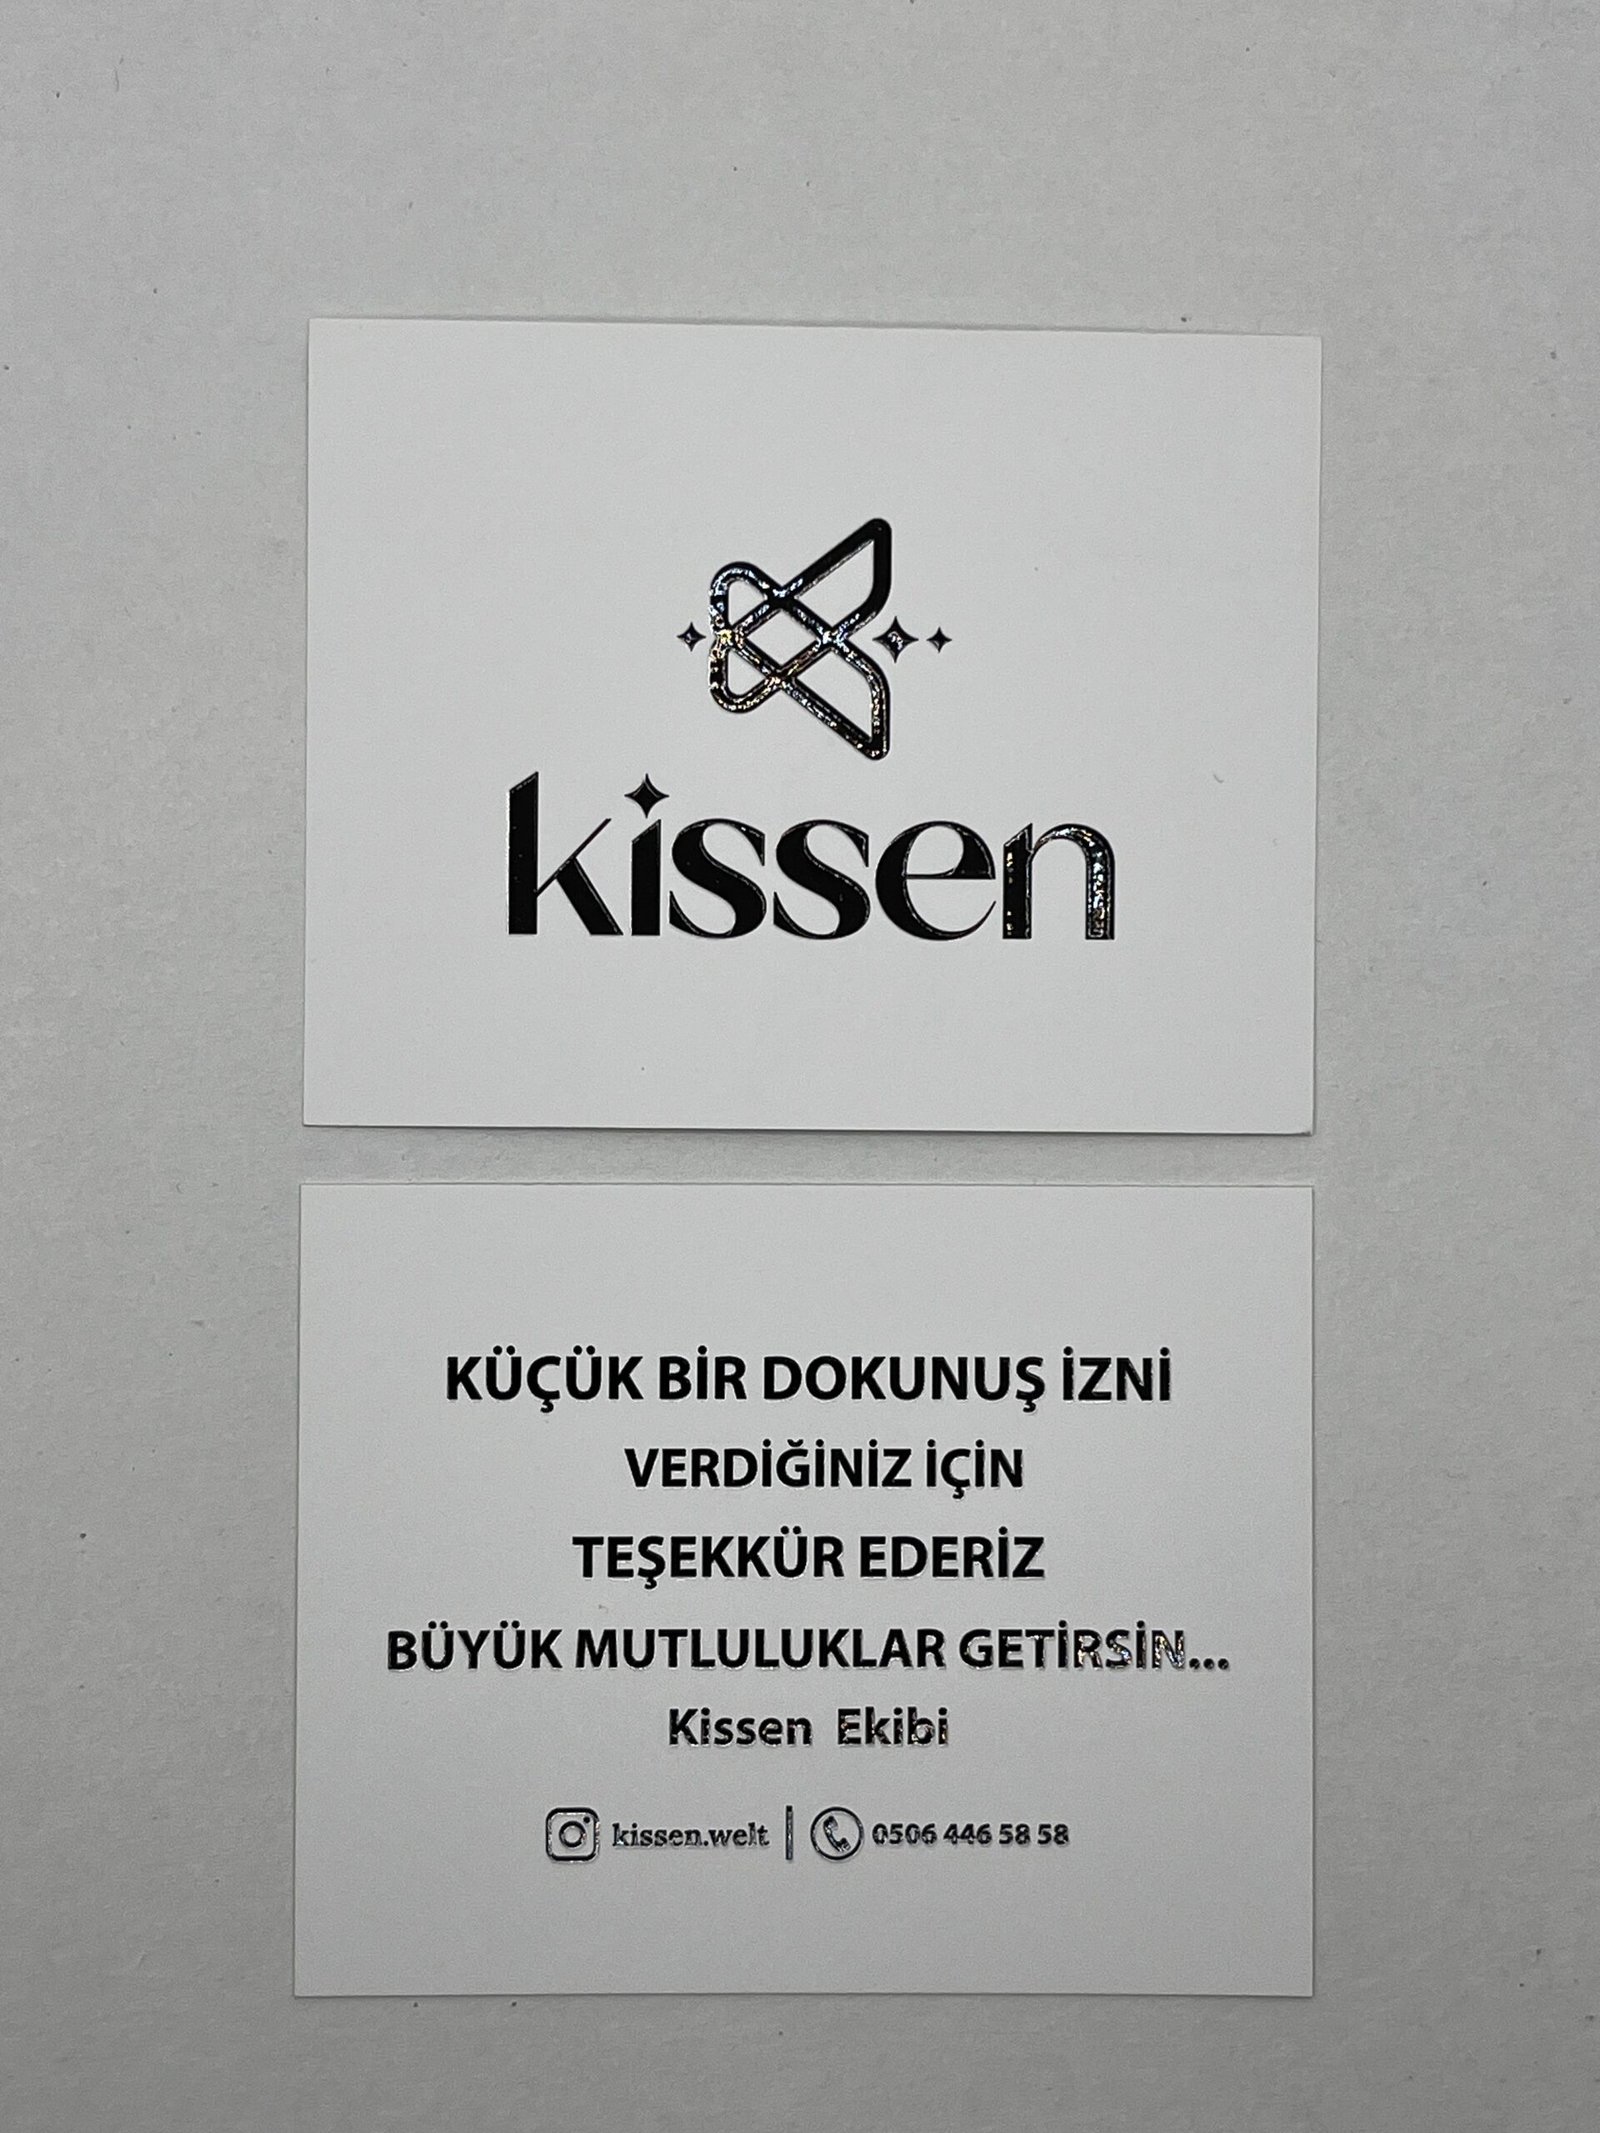 kissen
KÜÇÜK BİR DOKUNUŞ İZNİ
VERDİĞİNİZ İÇİN
TEŞEKKÜR EDERİZ
BÜYÜK MUTLULUKLAR GETİRSİN...
Kissen Ekibi
kissen.welt | 0506 446 58 58